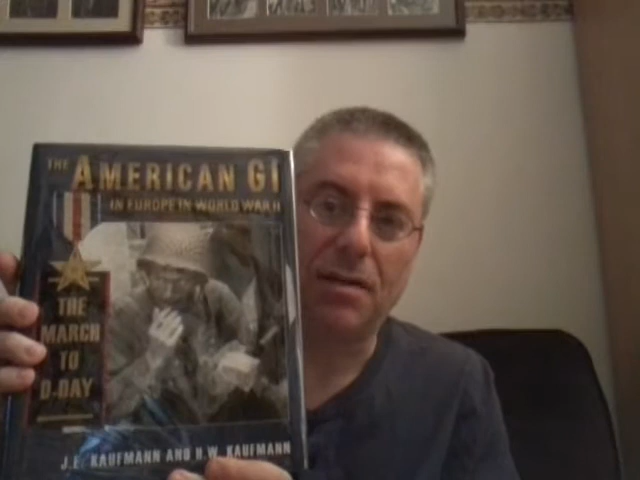 THE AMERICAN GI
IN EUROPE IN WORLD WAR II
THE
MARCH
TO
D-DAY
J.E. KAUFMANN AND H.W. KAUFMANN